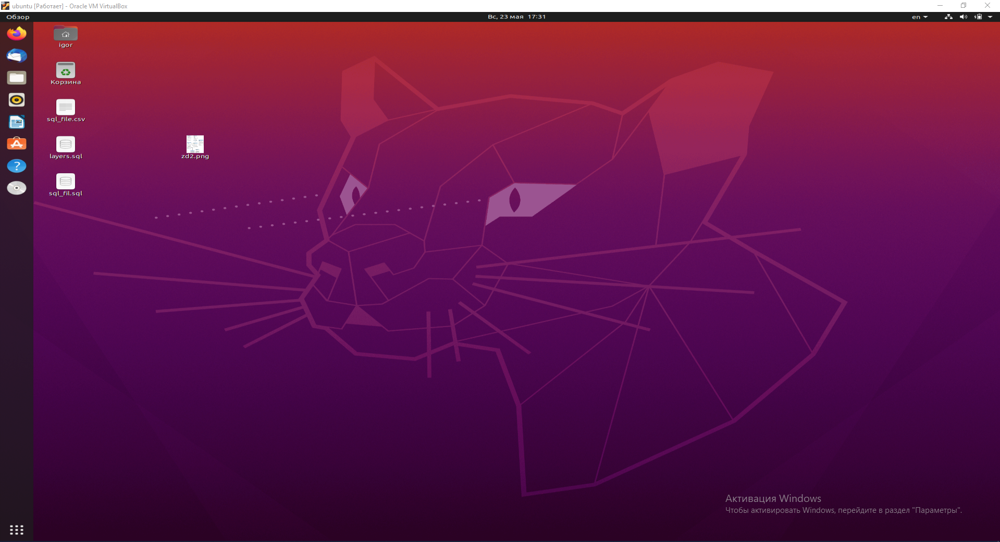 ubuntu [Работает] - Oracle VM VirtualBox
Обзор
Вс, 23 мая 17:31
en
igor
Корзина
sql_file.csv
layers.sql
zd2.png
sql_fil.sql
Активация Windows
Чтобы активировать Windows, перейдите в раздел "Параметры".